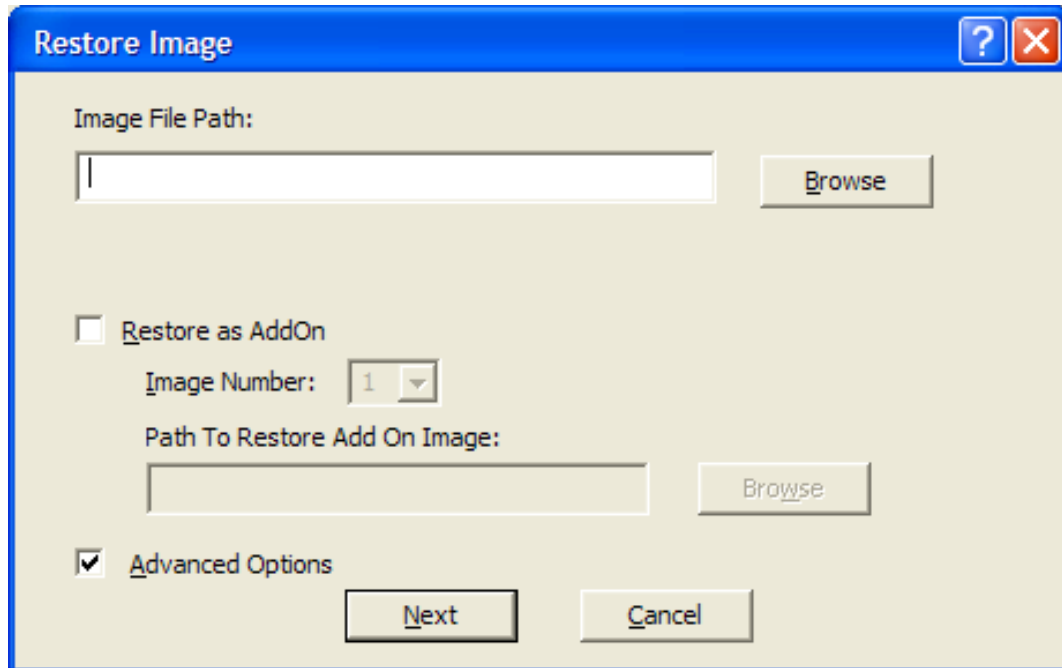 Restore Image
Image File Path:
Browse
Restore as AddOn
Image Number: 1
Path To Restore Add On Image:
Browse
Advanced Options
Next Cancel